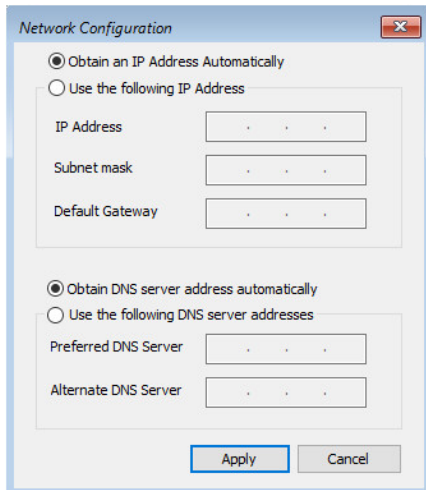 Network Configuration
Obtain an IP Address Automatically
Use the following IP Address
IP Address . . .
Subnet mask . . .
Default Gateway . . .
Obtain DNS server address automatically
Use the following DNS server addresses
Preferred DNS Server . . .
Alternate DNS Server . . .
Apply Cancel